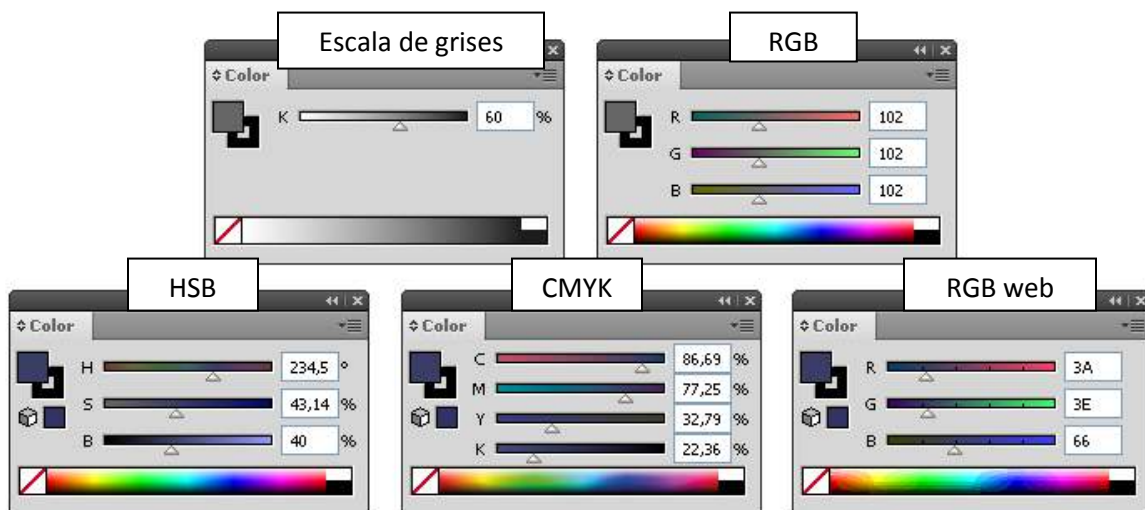 Escala de grises
Color
K 60 %
RGB
Color
R 102
G 102
B 102
HSB
Color
H 234,5 °
S 43,14 %
B 40 %
CMYK
Color
C 86,69 %
M 77,25 %
Y 32,79 %
K 22,36 %
RGB web
Color
R 3A
G 3E
B 66